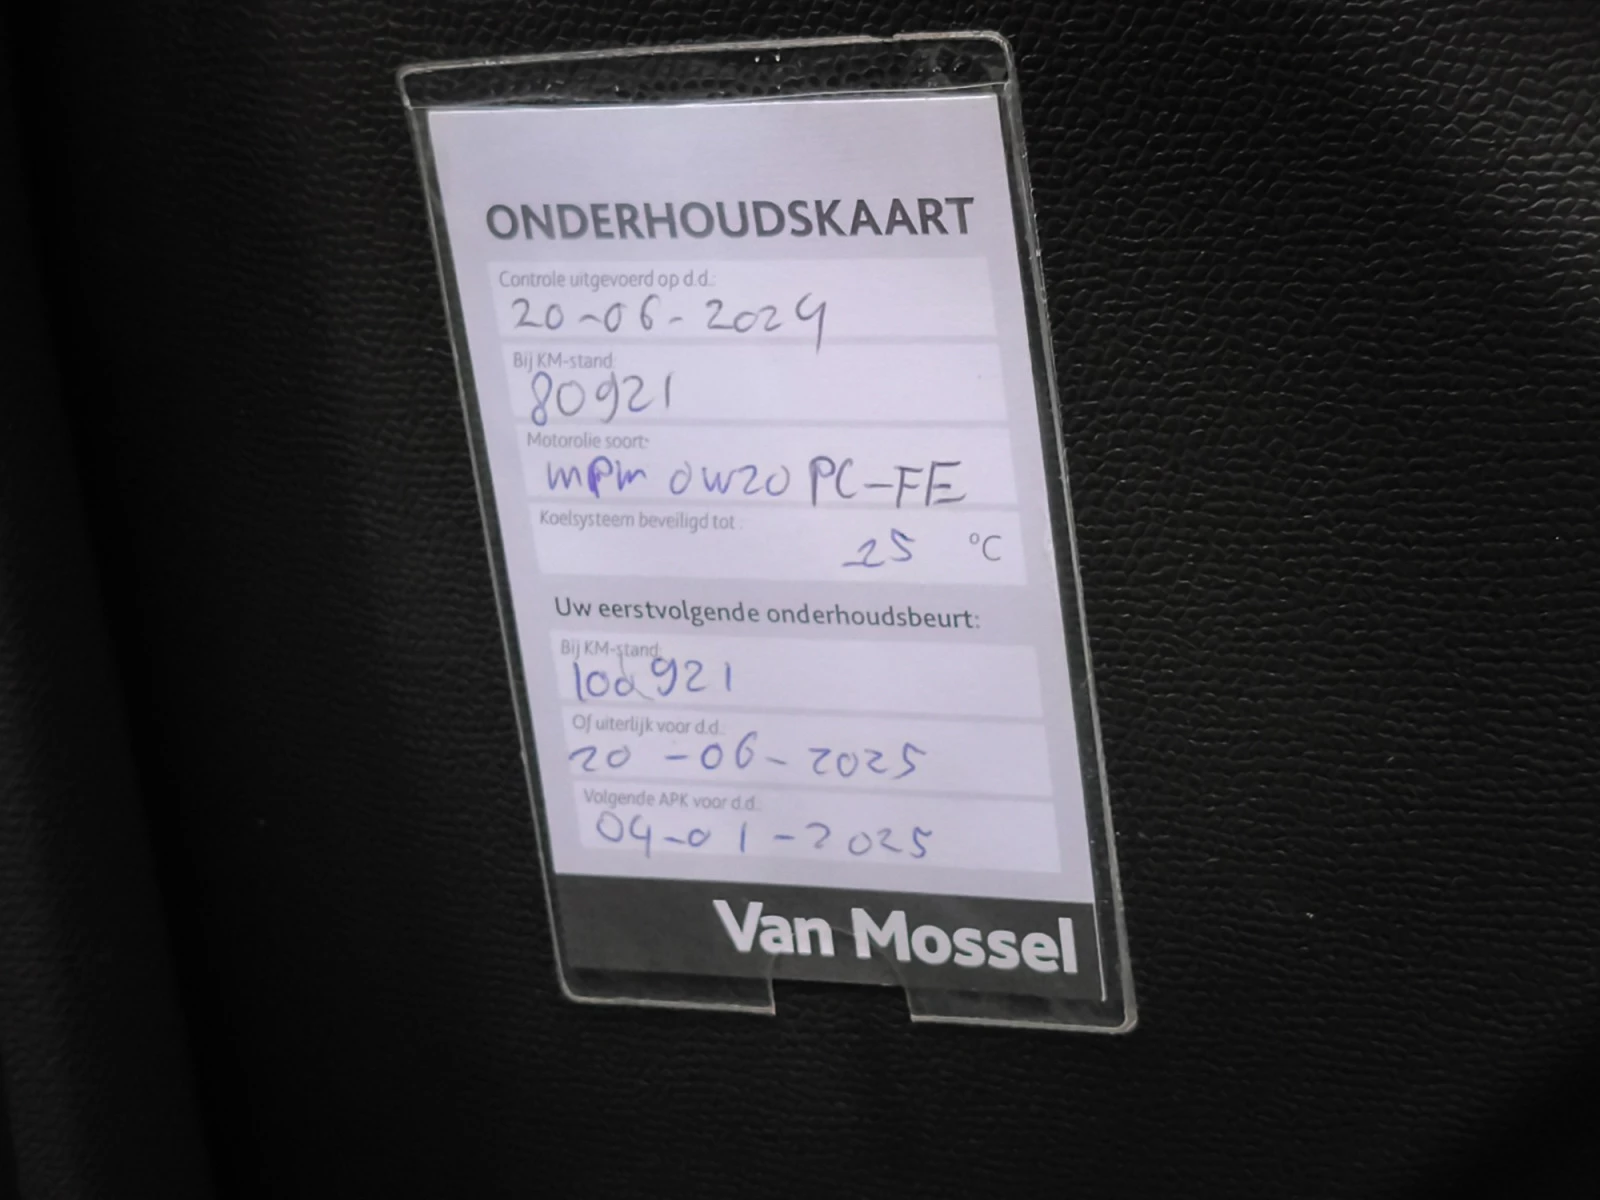 ONDERHOUDSKAART
Controle uitgevoerd op d.d.:
20-06-2024
Bij KM-stand:
80921
Motorolie soort:
mpm 0W20 PC-FE
Koelsysteem beveiligd tot :
-25 °C
Uw eerstvolgende onderhoudsbeurt:
Bij KM-stand:
100921
Of uiterlijk voor d.d.:
20-06-2025
Volgende APK voor d.d.:
04-01-2025
Van Mossel